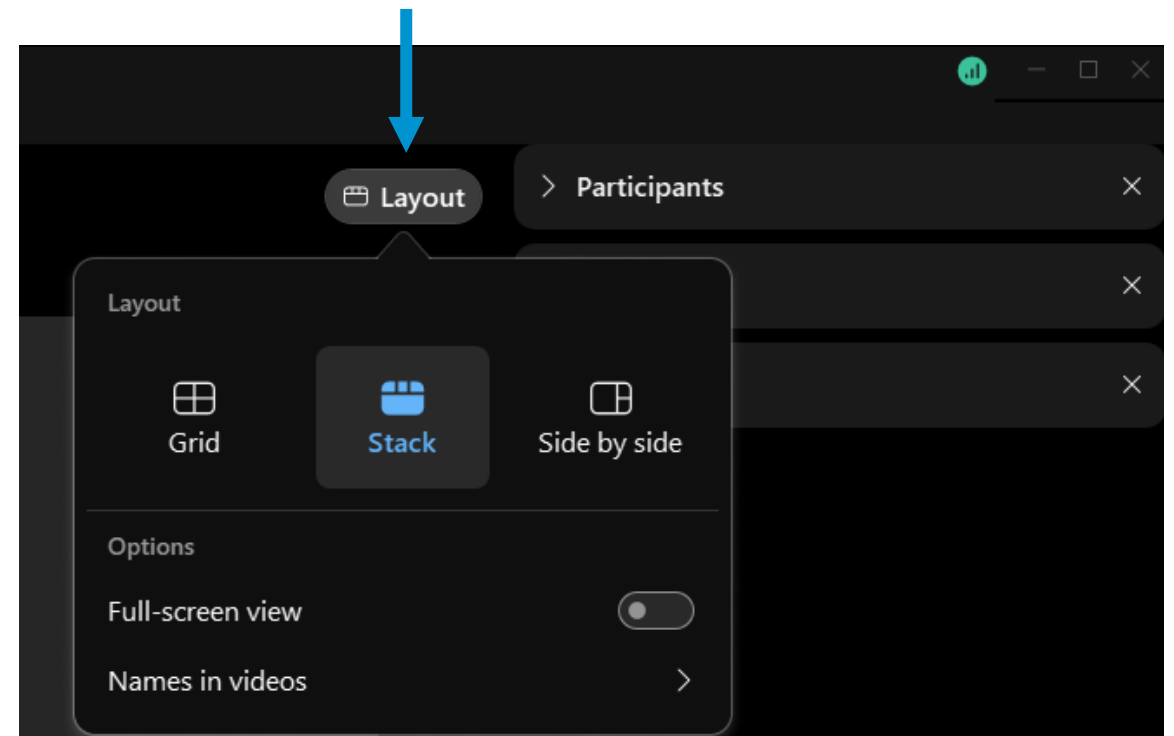 Layout
Participants
Layout
Grid
Stack
Side by side
Options
Full-screen view
Names in videos